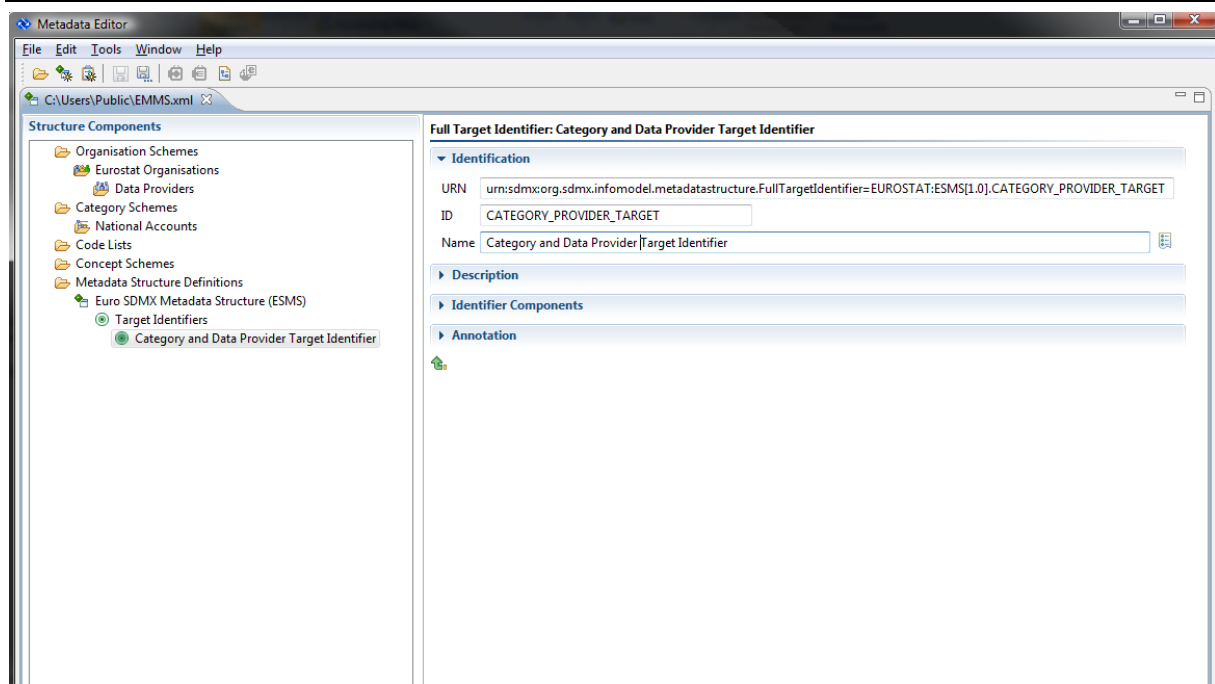 Metadata Editor
File Edit Tools Window Help
C:\Users\Public\EMMS.xml
Structure Components
Organisation Schemes
Eurostat Organisations
Data Providers
Category Schemes
National Accounts
Code Lists
Concept Schemes
Metadata Structure Definitions
Euro SDMX Metadata Structure (ESMS)
Target Identifiers
Category and Data Provider Target Identifier
Full Target Identifier: Category and Data Provider Target Identifier
Identification
URN urn:sdmx:org.sdmx.infomodel.metadatastructure.FullTargetIdentifier=EUROSTAT:ESMS[1.0].CATEGORY_PROVIDER_TARGET
ID CATEGORY_PROVIDER_TARGET
Name Category and Data Provider Target Identifier
Description
Identifier Components
Annotation